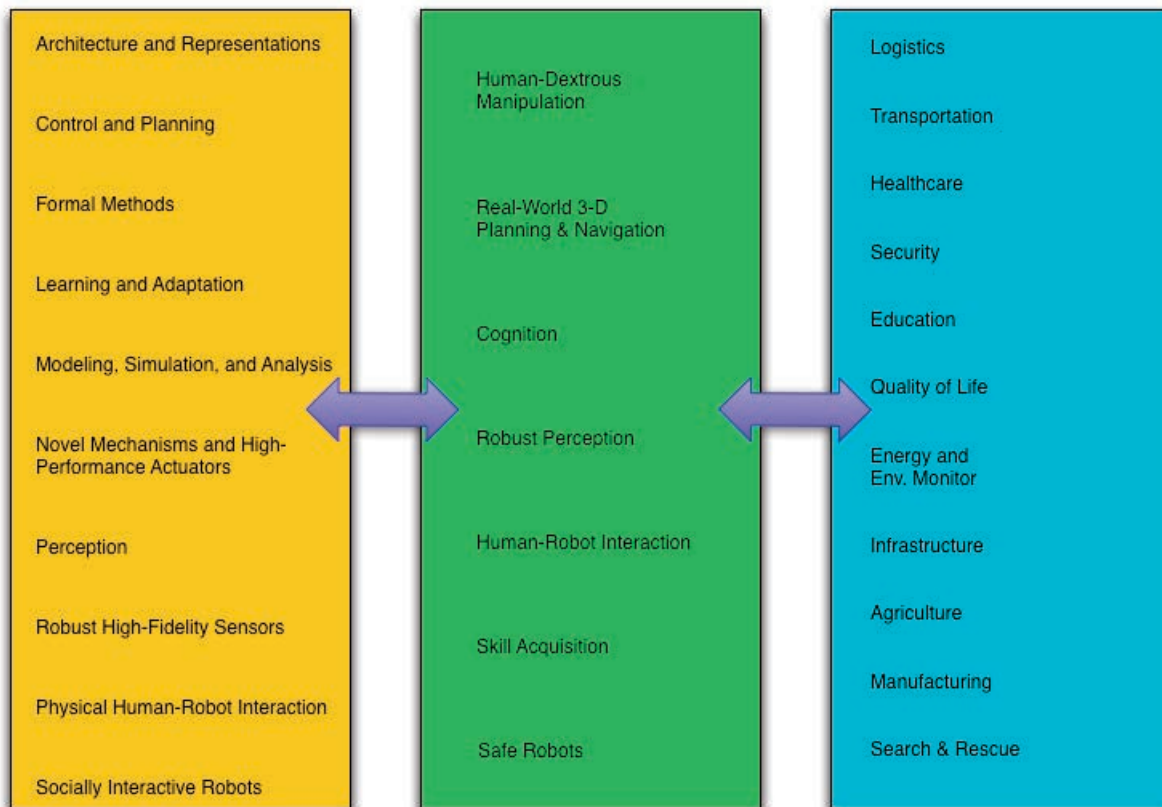 Architecture and Representations
Control and Planning
Formal Methods
Learning and Adaptation
Modeling, Simulation, and Analysis
Novel Mechanisms and High-
Performance Actuators
Perception
Robust High-Fidelity Sensors
Physical Human-Robot Interaction
Socially Interactive Robots
Human-Dextrous
Manipulation
Real-World 3-D
Planning & Navigation
Cognition
Robust Perception
Human-Robot Interaction
Skill Acquisition
Safe Robots
Logistics
Transportation
Healthcare
Security
Education
Quality of Life
Energy and
Env. Monitor
Infrastructure
Agriculture
Manufacturing
Search & Rescue